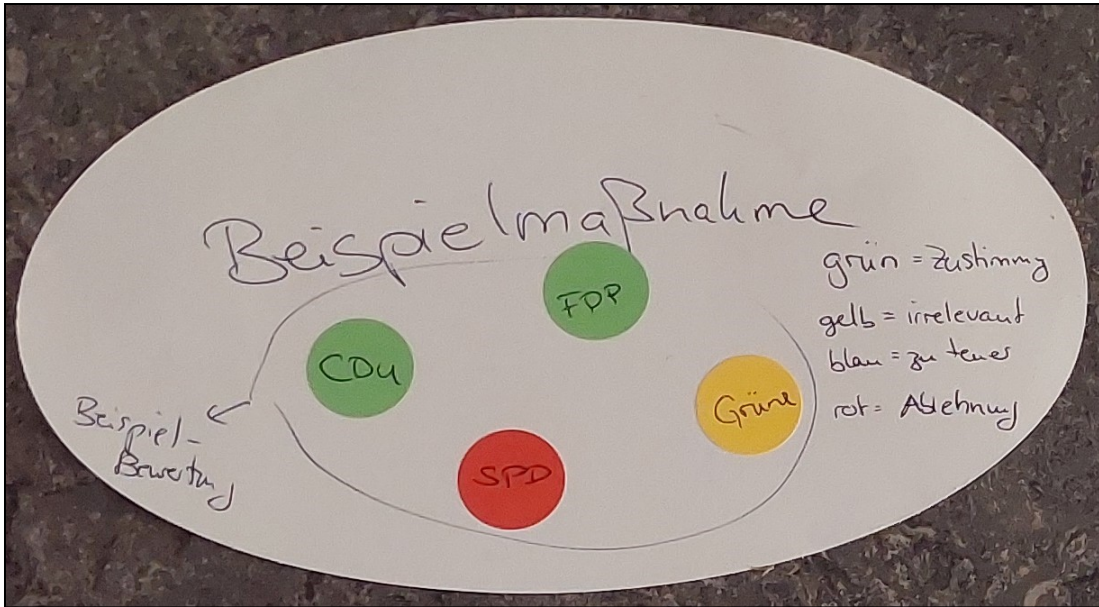 Beispielmaßnahme
grün = Zustimmung
gelb = irrelevant
blau = zu teuer
rot = Ablehnung
FDP
CDU
Grüne
SPD
Beispiel-
Bewertung